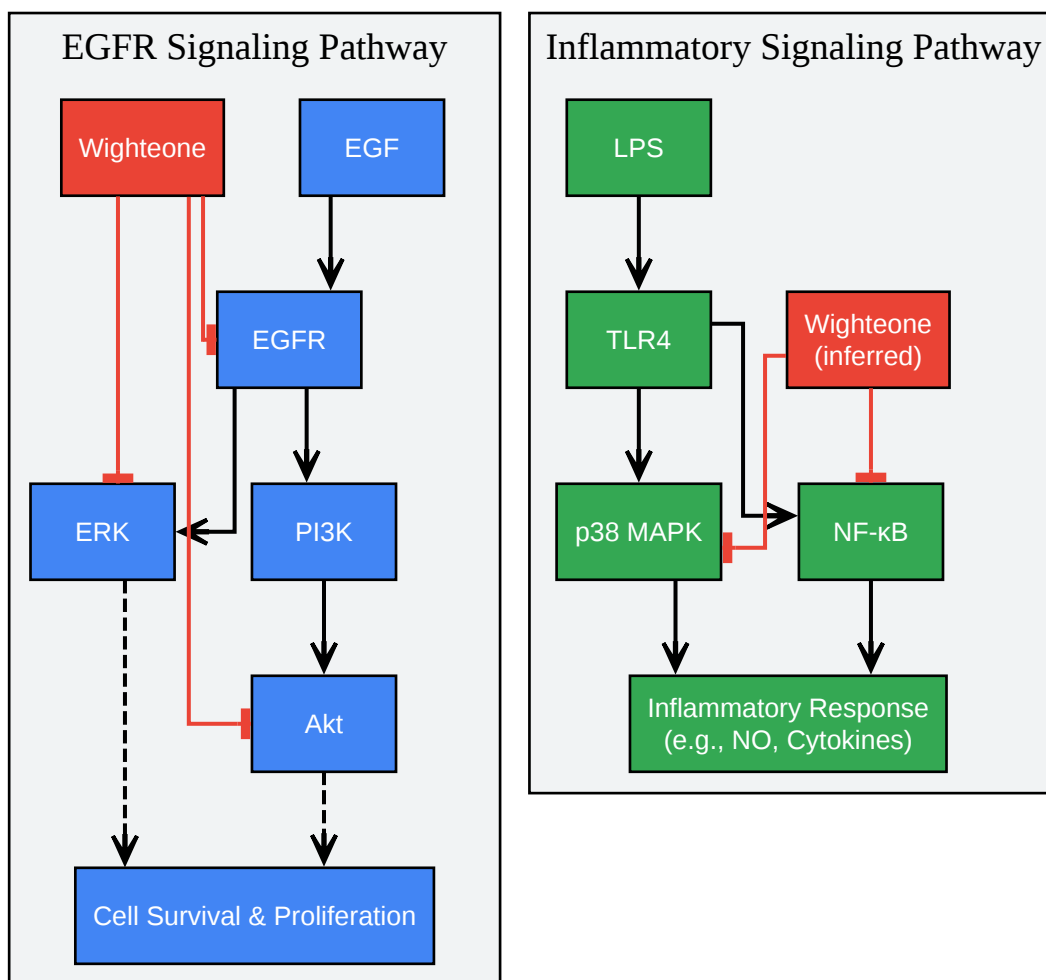 EGFR Signaling Pathway
Wighteone
EGF
EGFR
ERK
PI3K
Akt
Cell Survival & Proliferation
Inflammatory Signaling Pathway
LPS
TLR4
Wighteone
(inferred)
p38 MAPK
NF-κB
Inflammatory Response
(e.g., NO, Cytokines)